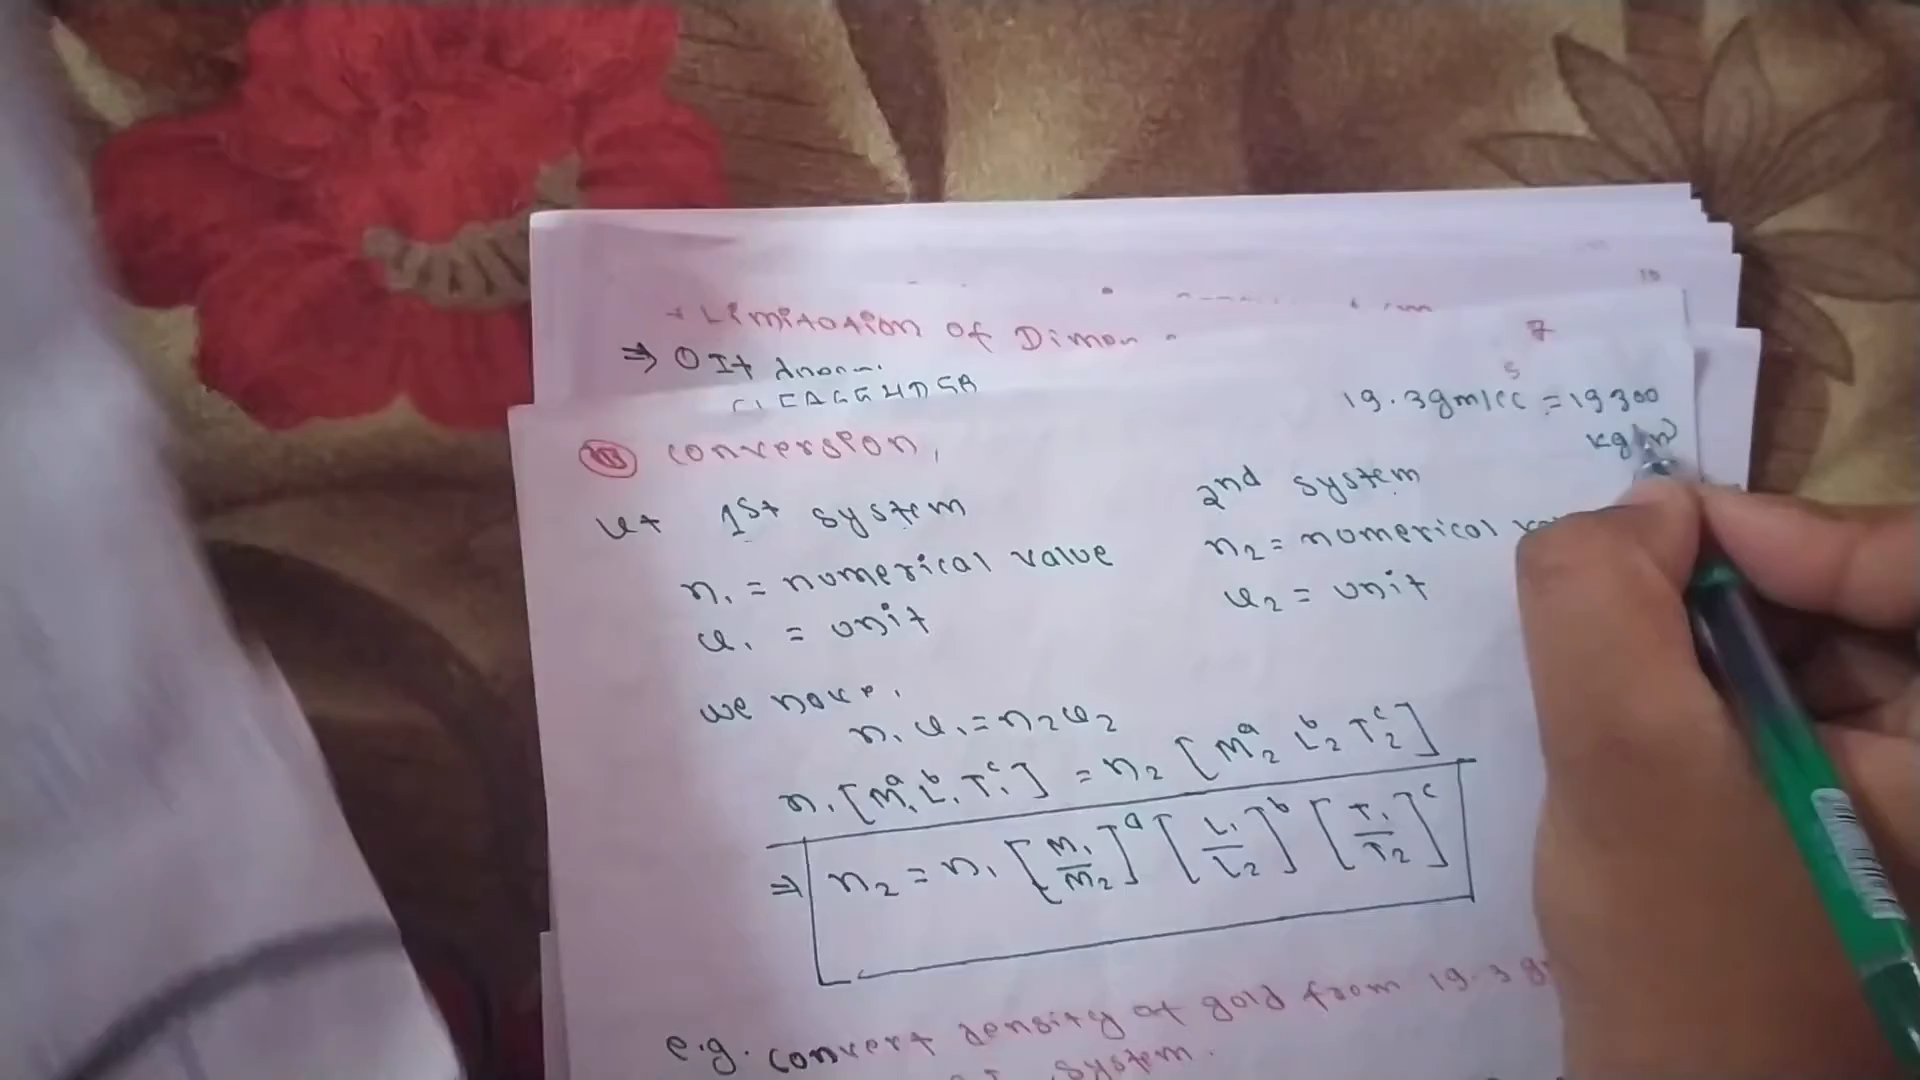 Limitation of Dimen
⇒ ① It
7
5
19.3gm/cc = 19300
kg/m³
conversion,
Let 1st system 2nd system
n₁ = numerical value n₂ = numerical
u₁ = unit u₂ = unit
we have,
n₁u₁ = n₂u₂
n₁[M₁ᵃ L₁ᵇ T₁ᶜ] = n₂ [M₂ᵃ L₂ᵇ T₂ᶜ]
⇒ n₂ = n₁ [M₁/M₂]ᵃ [L₁/L₂]ᵇ [T₁/T₂]ᶜ
e.g. convert density of gold from 19.3
system.